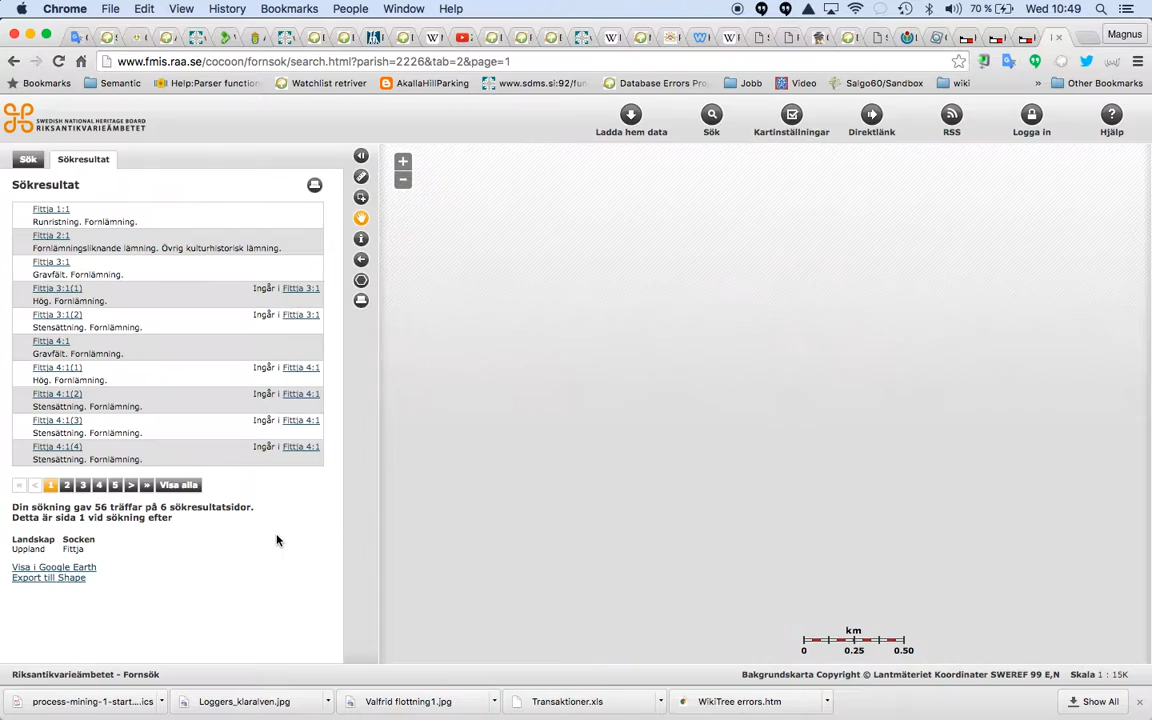 Chrome File Edit View History Bookmarks People Window Help 70 % Wed 10:49
Magnus
www.fmis.raa.se/cocoon/fornsok/search.html?parish=2226&tab=2&page=1
Bookmarks Semantic Help:Parser function Watchlist retriver AkallaHillParking www.sdms.si:92/fun Database Errors Pro Jobb Video Salgo60/Sandbox wiki » Other Bookmarks
SWEDISH NATIONAL HERITAGE BOARD
RIKSANTIKVARIEÄMBETET
Ladda hem data Sök Kartinställningar Direktlänk RSS Logga in Hjälp
Sök Sökresultat
Sökresultat
Fittja 1:1
Runristning. Fornlämning.
Fittja 2:1
Fornlämningsliknande lämning. Övrig kulturhistorisk lämning.
Fittja 3:1
Gravfält. Fornlämning.
Fittja 3:1(1) Ingår i Fittja 3:1
Hög. Fornlämning.
Fittja 3:1(2) Ingår i Fittja 3:1
Stensättning. Fornlämning.
Fittja 4:1
Gravfält. Fornlämning.
Fittja 4:1(1) Ingår i Fittja 4:1
Hög. Fornlämning.
Fittja 4:1(2) Ingår i Fittja 4:1
Stensättning. Fornlämning.
Fittja 4:1(3) Ingår i Fittja 4:1
Stensättning. Fornlämning.
Fittja 4:1(4) Ingår i Fittja 4:1
Stensättning. Fornlämning.
« < 1 2 3 4 5 > » Visa alla
Din sökning gav 56 träffar på 6 sökresultatsidor.
Detta är sida 1 vid sökning efter
Landskap Socken
Uppland Fittja
Visa i Google Earth
Export till Shape
km
0 0.25 0.50
Riksantikvarieämbetet - Fornsök Bakgrundskarta Copyright © Lantmäteriet Koordinater SWEREF 99 E,N Skala 1 : 15K
process-mining-1-start....ics Loggers_klaralven.jpg Valfrid flottning1.jpg Transaktioner.xls WikiTree errors.htm Show All